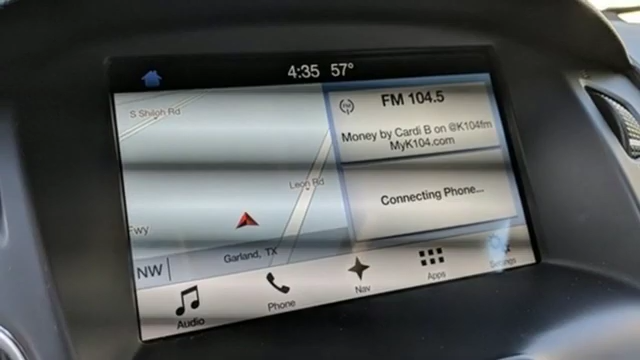 4:35 57°
S Shiloh Rd
FM
FM 104.5
Money by Cardi B on @K104fm
MyK104.com
Leon Rd
Connecting Phone...
Fwy
Garland, TX
NW
Audio
Phone
Nav
Apps
Settings